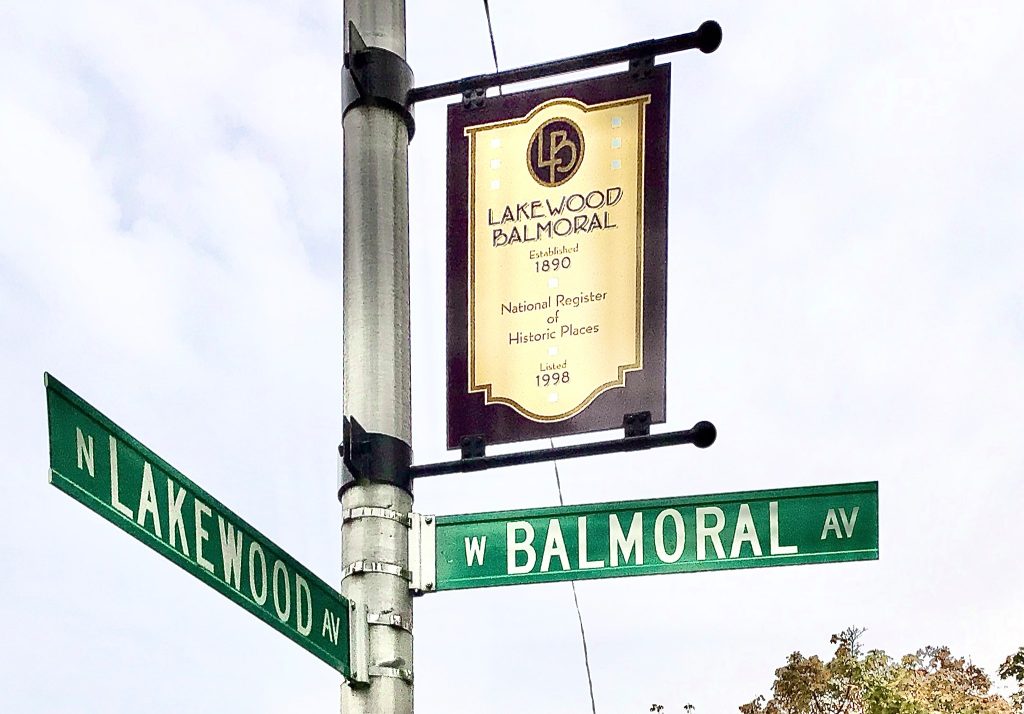 LB
LAKEWOOD
BALMORAL
Established
1890
National Register
of
Historic Places
Listed
1998
N LAKEWOOD AV
W BALMORAL AV